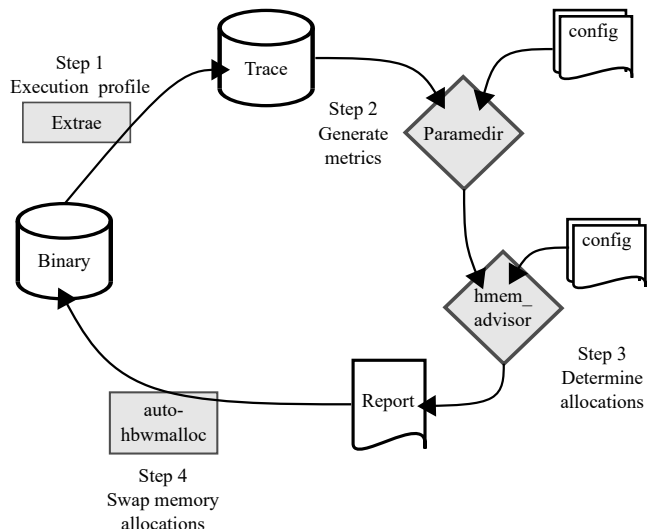 Step 1
Execution profile
Extrae
Trace
config
Step 2
Generate
metrics
Paramedir
Binary
config
hmem_
advisor
Step 3
Determine
allocations
Report
auto-
hbwmalloc
Step 4
Swap memory
allocations